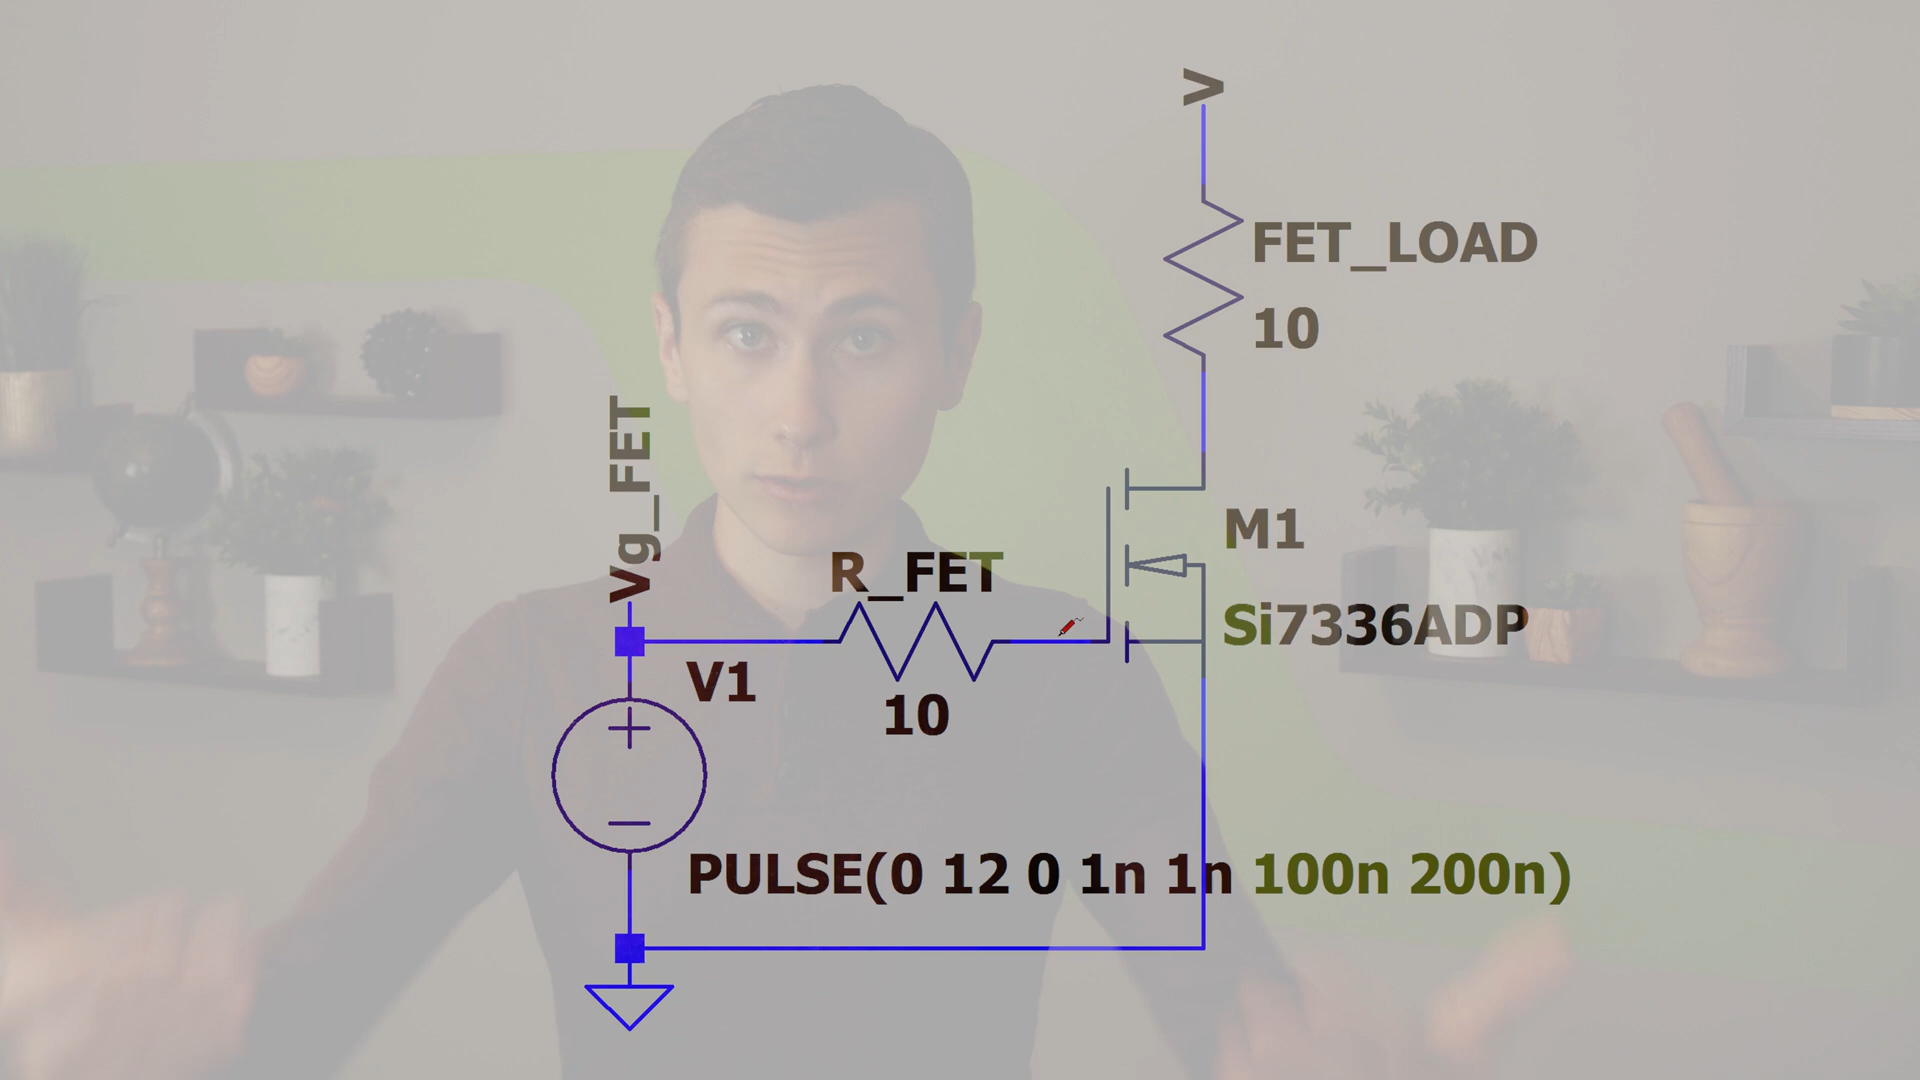 V
FET_LOAD
10
Vg_FET
R_FET
M1
Si7336ADP
V1
10
PULSE(0 12 0 1n 1n 100n 200n)